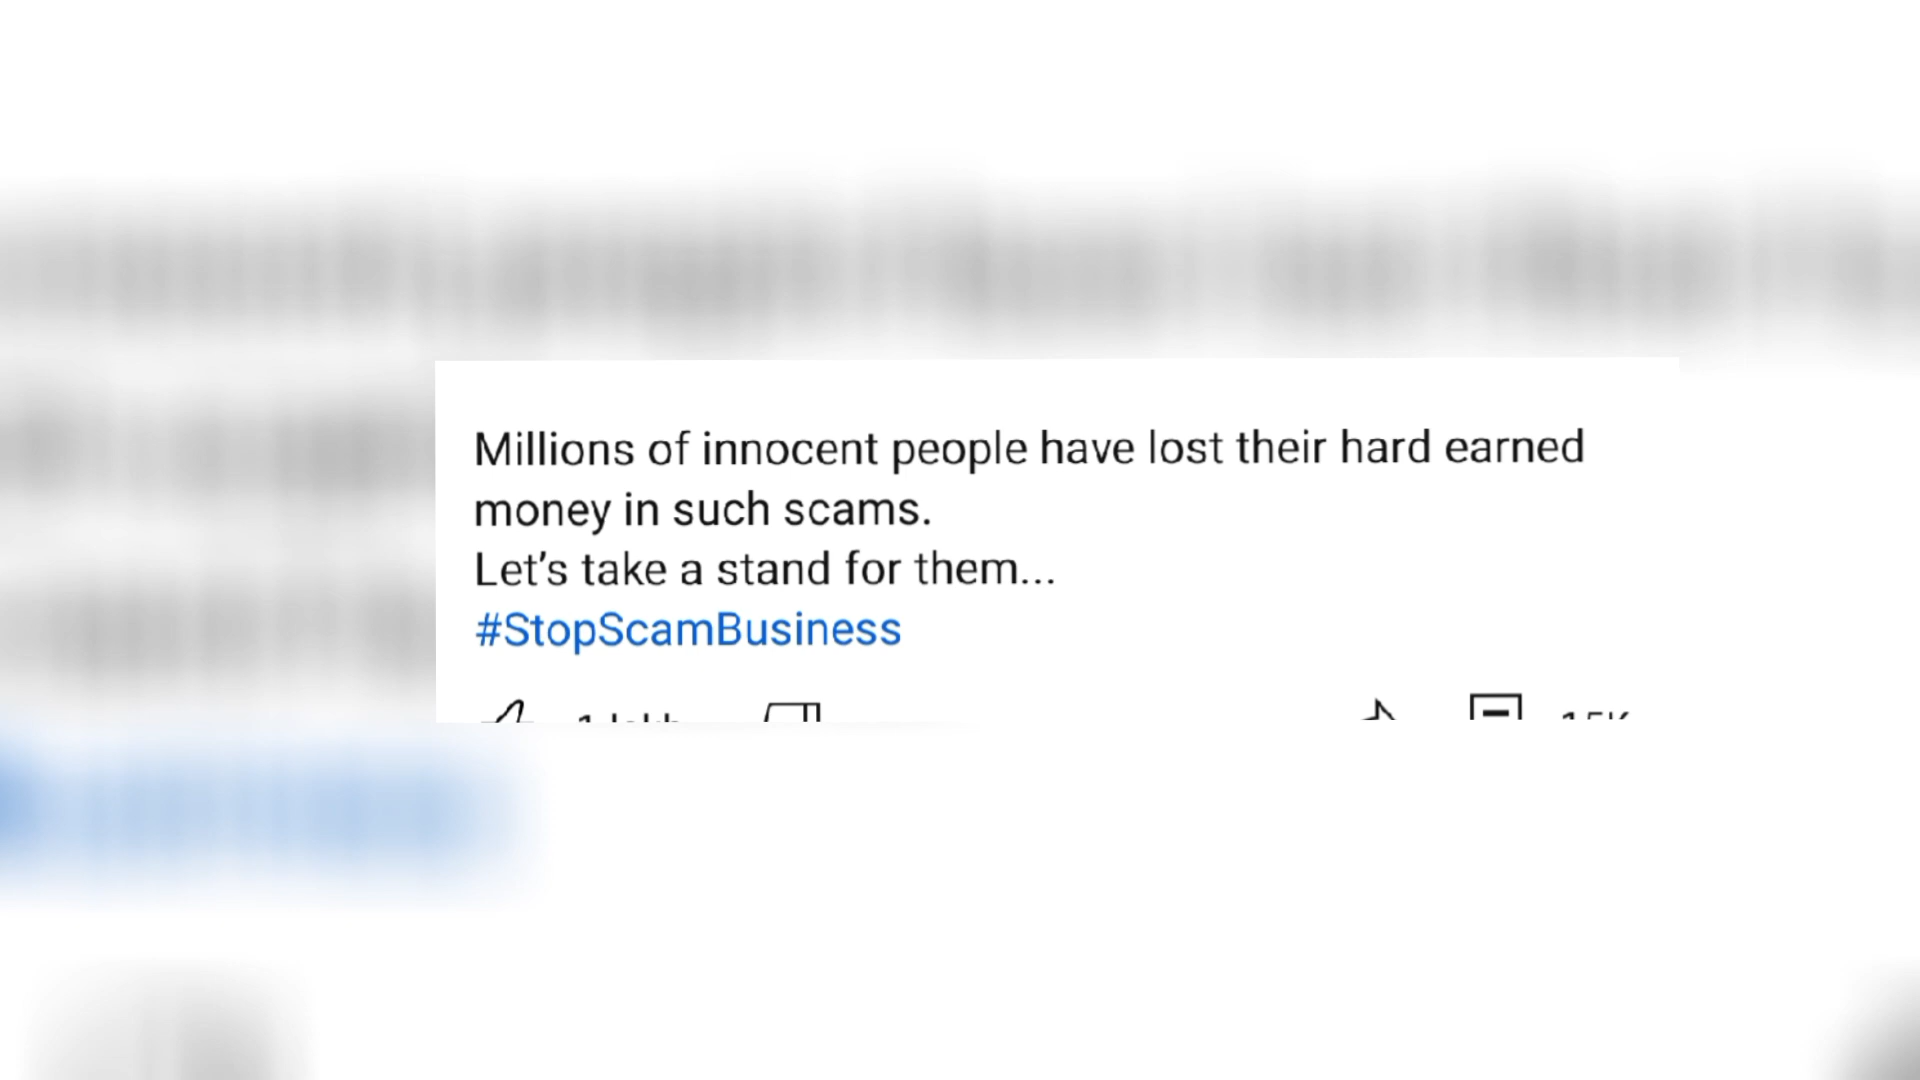 Millions of innocent people have lost their hard earned
money in such scams.
Let’s take a stand for them...
#StopScamBusiness